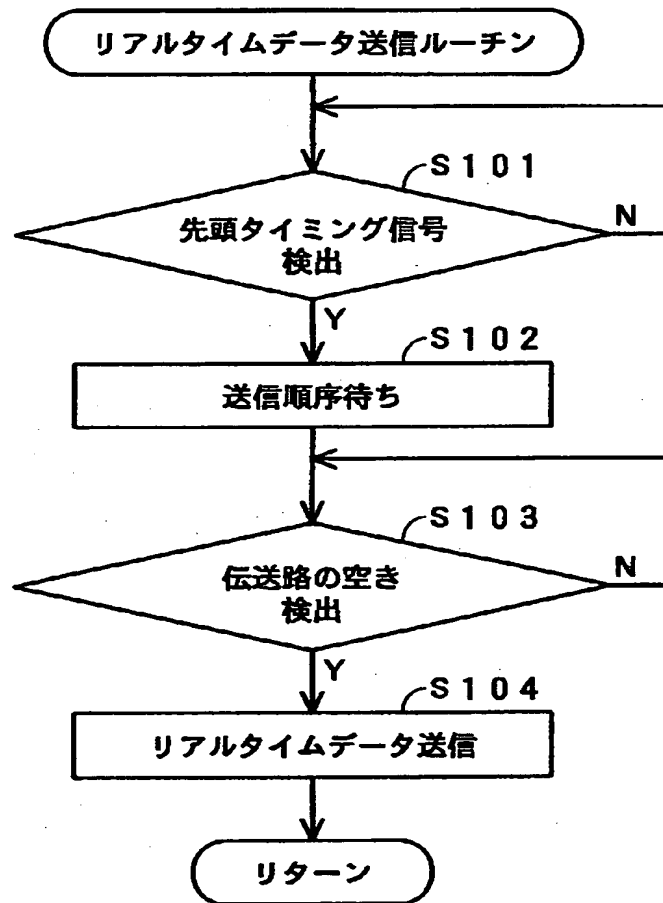 リアルタイムデータ送信ルーチン
S101
先頭タイミング信号
検出
N
Y
S102
送信順序待ち
S103
伝送路の空き
検出
N
Y
S104
リアルタイムデータ送信
リターン